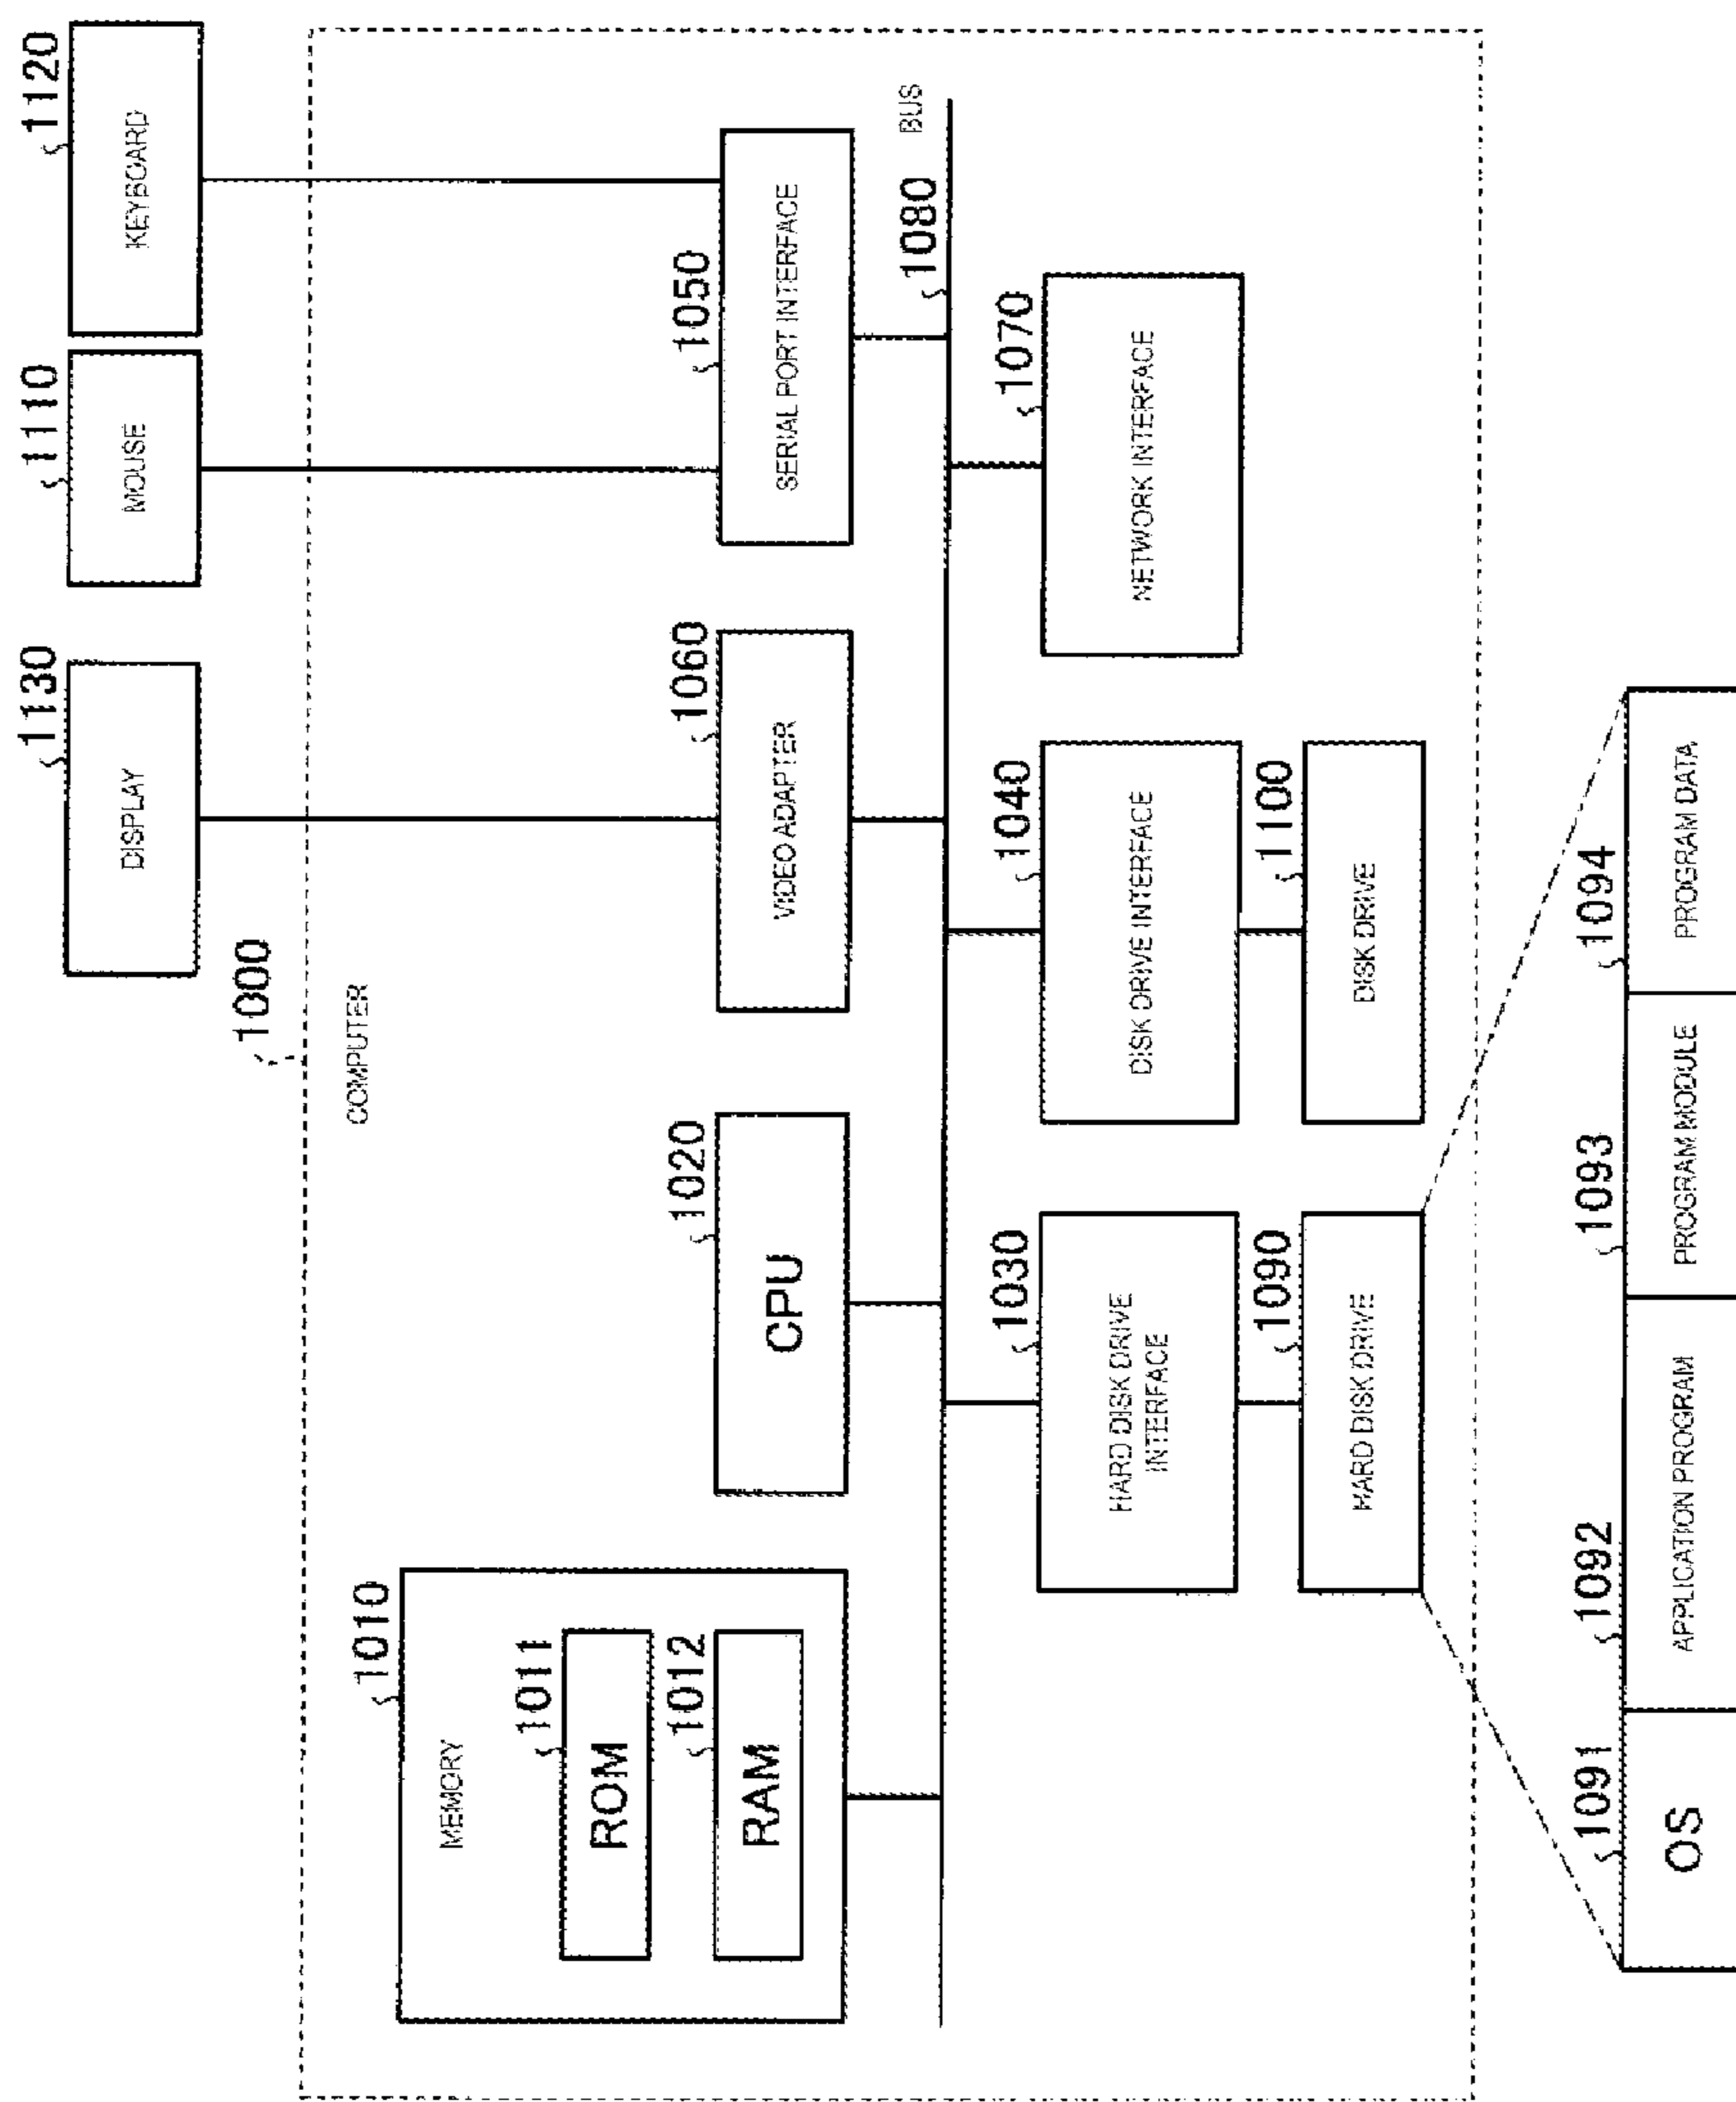 1130
DISPLAY
1110
MOUSE
1120
KEYBOARD
1000
COMPUTER
1010
MEMORY
1011
ROM
1012
RAM
1020
CPU
1060
VIDEO ADAPTER
1050
SERIAL PORT INTERFACE
BUS
1080
1030
HARD DISK DRIVE
INTERFACE
1040
DISK DRIVE INTERFACE
1070
NETWORK INTERFACE
1090
HARD DISK DRIVE
1100
DISK DRIVE
1091
OS
1092
APPLICATION PROGRAM
1093
PROGRAM MODULE
1094
PROGRAM DATA